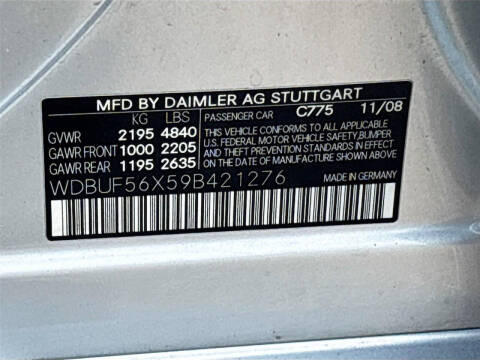 MFD BY DAIMLER AG STUTTGART
KG LBS PASSENGER CAR C775 11/08
GVWR 2195 4840 THIS VEHICLE CONFORMS TO ALL APPLICABLE
GAWR FRONT 1000 2205 U.S. FEDERAL MOTOR VEHICLE SAFETY, BUMPER
GAWR REAR 1195 2635 AND THEFT PREVENTION STANDARDS IN EFFECT ON
THE DATE OF MANUFACTURE SHOWN ABOVE.
WDBUF56X59B421276 MADE IN GERMANY